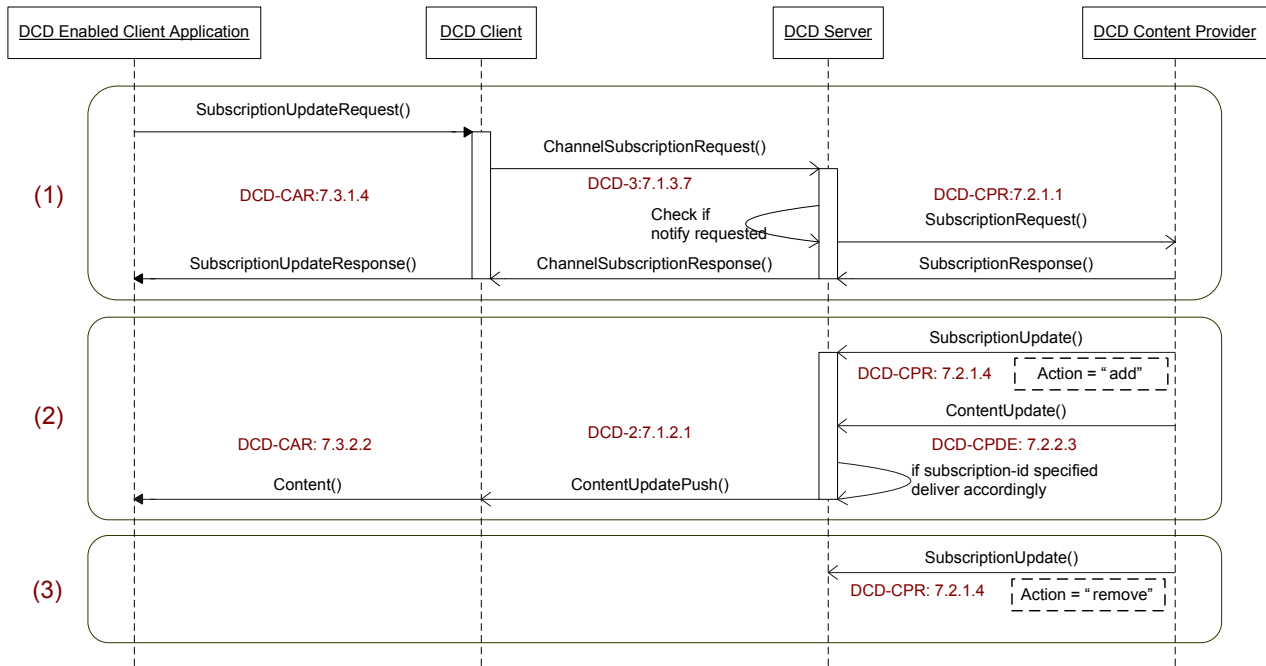 DCD Enabled Client Application
DCD Client
DCD Server
DCD Content Provider
(1)
SubscriptionUpdateRequest()
ChannelSubscriptionRequest()
DCD-CAR:7.3.1.4
DCD-3:7.1.3.7
DCD-CPR:7.2.1.1
Check if
notify requested
SubscriptionRequest()
SubscriptionUpdateResponse()
ChannelSubscriptionResponse()
SubscriptionResponse()
(2)
SubscriptionUpdate()
DCD-CPR: 7.2.1.4
Action = “add”
ContentUpdate()
DCD-CAR: 7.3.2.2
DCD-2:7.1.2.1
DCD-CPDE: 7.2.2.3
if subscription-id specified
deliver accordingly
Content()
ContentUpdatePush()
(3)
SubscriptionUpdate()
DCD-CPR: 7.2.1.4
Action = “remove”